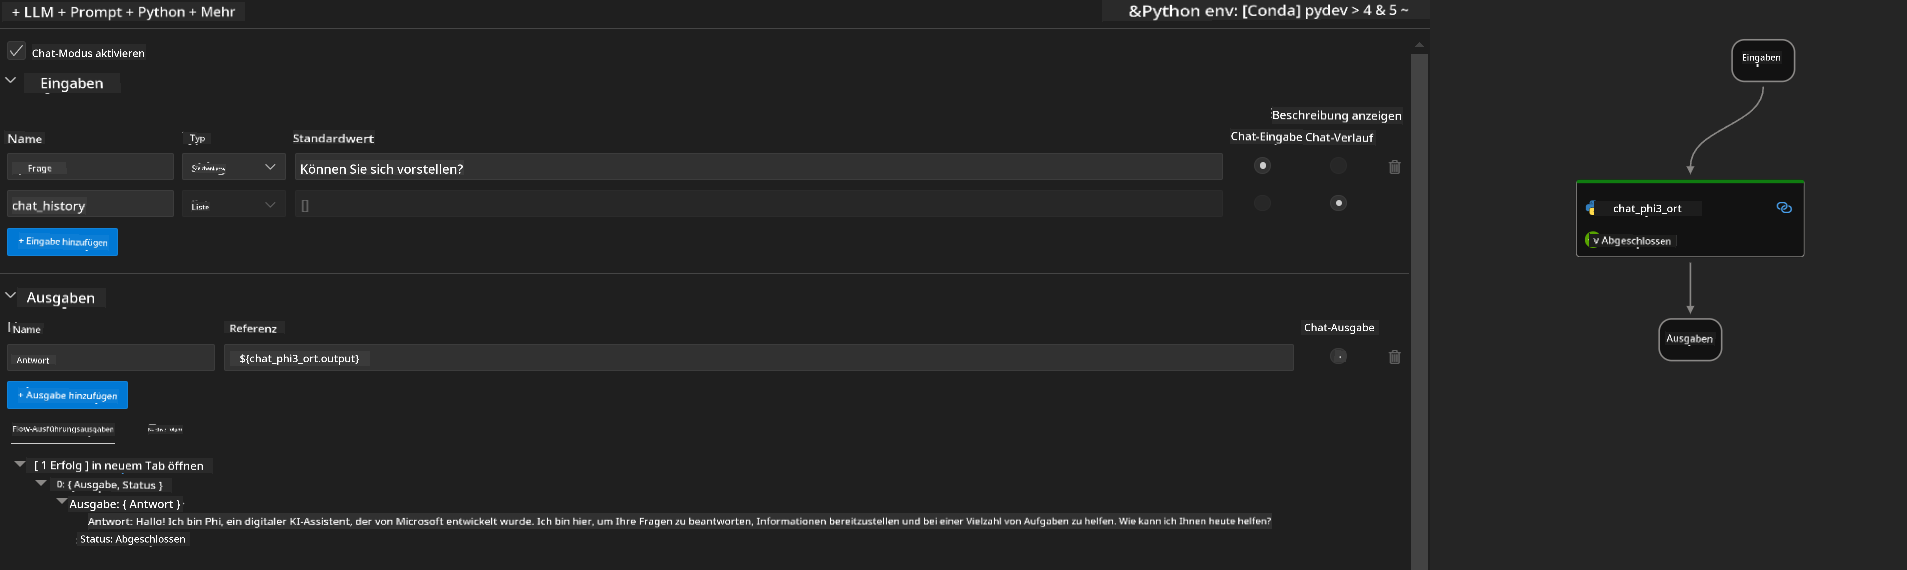 + LLM + Prompt + Python + Mehr
&Python env: [Conda] pydev > 4 & 5 ~
Chat-Modus aktivieren
Eingaben
Beschreibung anzeigen
Name Typ Standardwert Chat-Eingabe Chat-Verlauf
Frage Können Sie sich vorstellen?
chat_history Liste []
+ Eingabe hinzufügen
Ausgaben
Name Referenz Chat-Ausgabe
Antwort ${chat_phi3_ort.output}
+ Ausgabe hinzufügen
Flow-Ausführungsausgaben
[ 1 Erfolg ] in neuem Tab öffnen
D: { Ausgabe, Status }
Ausgabe: { Antwort }
Antwort: Hallo! Ich bin Phi, ein digitaler KI-Assistent, der von Microsoft entwickelt wurde. Ich bin hier, um Ihre Fragen zu beantworten, Informationen bereitzustellen und bei einer Vielzahl von Aufgaben zu helfen. Wie kann ich Ihnen heute helfen?
Status: Abgeschlossen
Eingaben
chat_phi3_ort
v Abgeschlossen
Ausgaben